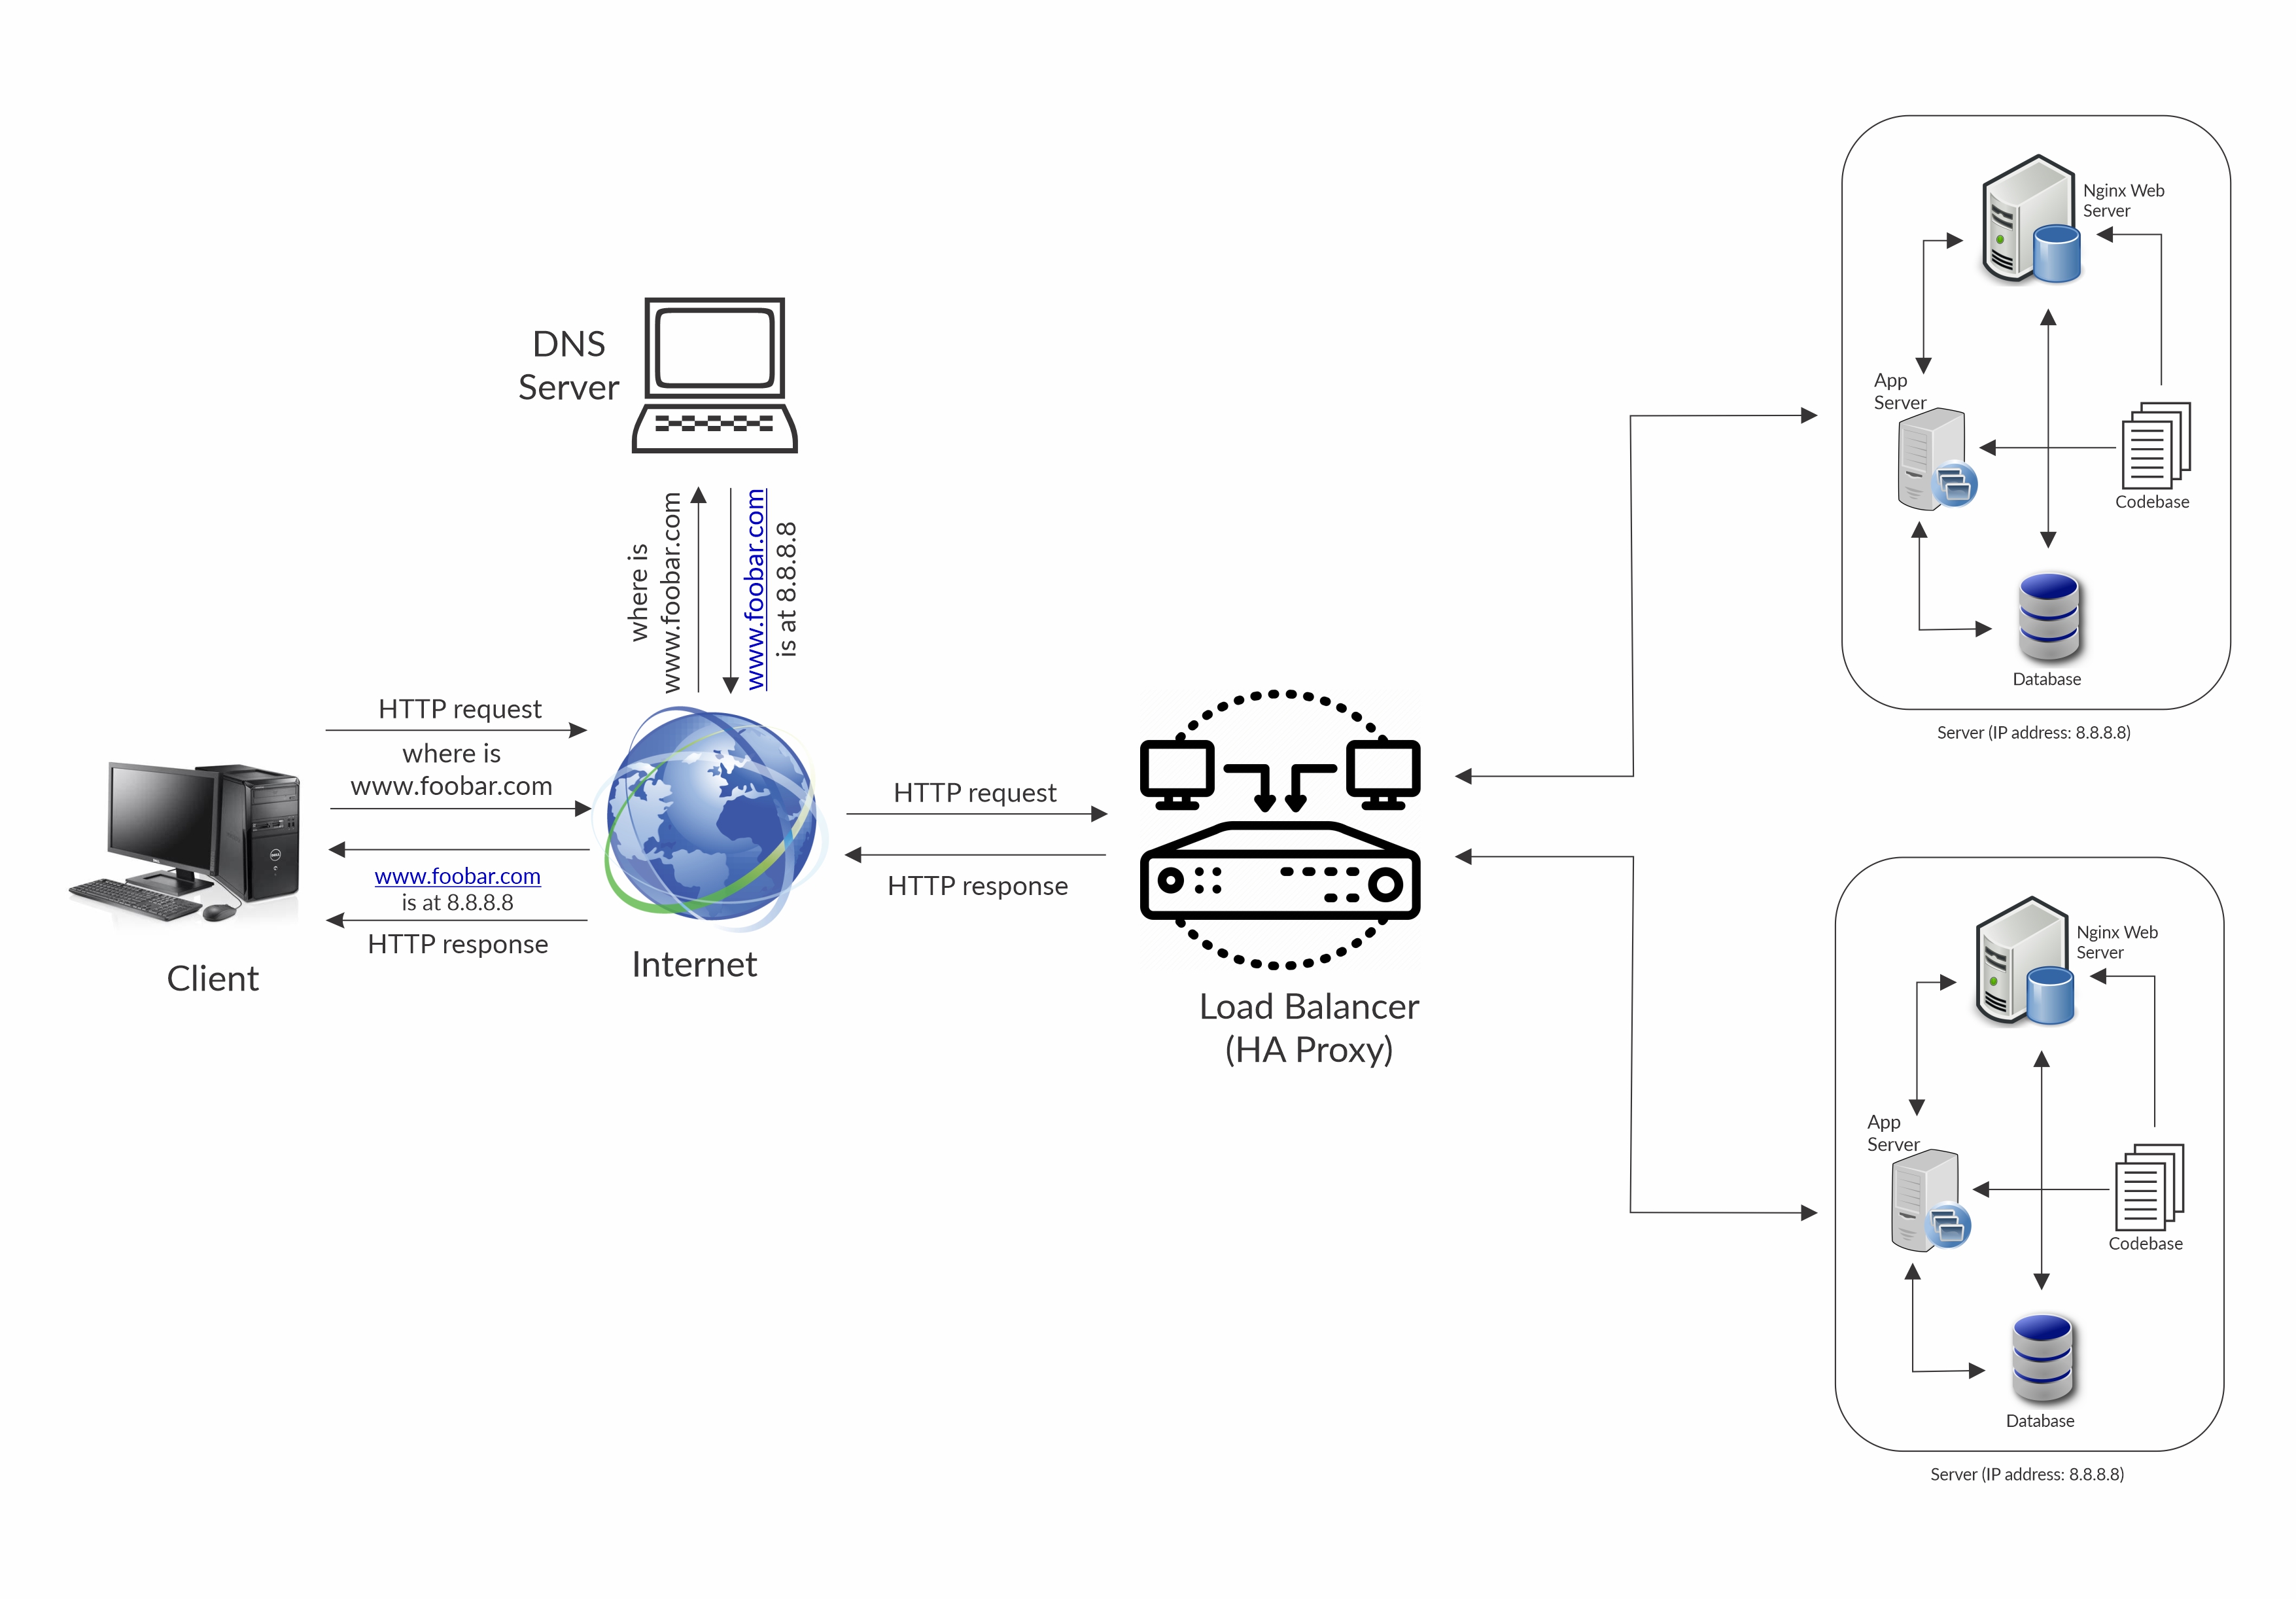 DNS
Server
where is
www.foobar.com
www.foobar.com
is at 8.8.8.8
HTTP request
where is
www.foobar.com
www.foobar.com
is at 8.8.8.8
HTTP response
Client
Internet
HTTP request
HTTP response
Load Balancer
(HA Proxy)
Nginx Web
Server
App
Server
Codebase
Database
Server (IP address: 8.8.8.8)
Nginx Web
Server
App
Server
Codebase
Database
Server (IP address: 8.8.8.8)